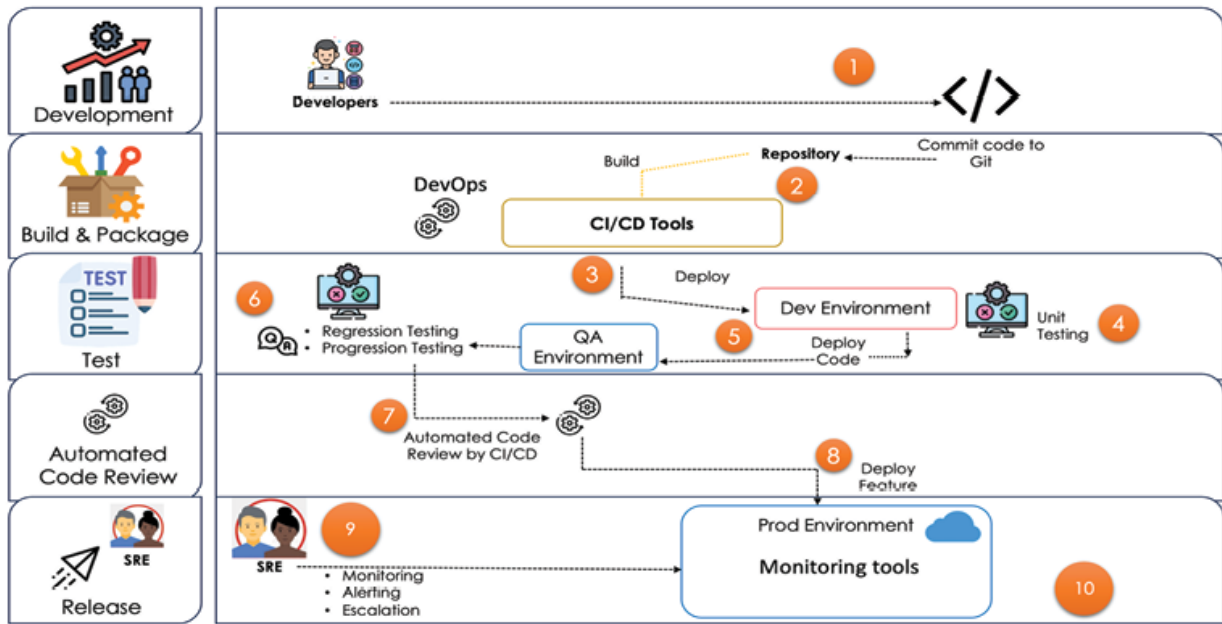 Development
1
Developers
Commit code to
Git
Repository
Build
2
DevOps
CI/CD Tools
Build & Package
TEST
Test
3
Deploy
Dev Environment
Unit
Testing
4
5
Deploy
Code
QA
Environment
6
Q A
• Regression Testing
• Progression Testing
Automated
Code Review
7
Automated Code
Review by CI/CD
8
Deploy
Feature
SRE
Release
SRE
9
• Monitoring
• Alerting
• Escalation
Prod Environment
Monitoring tools
10